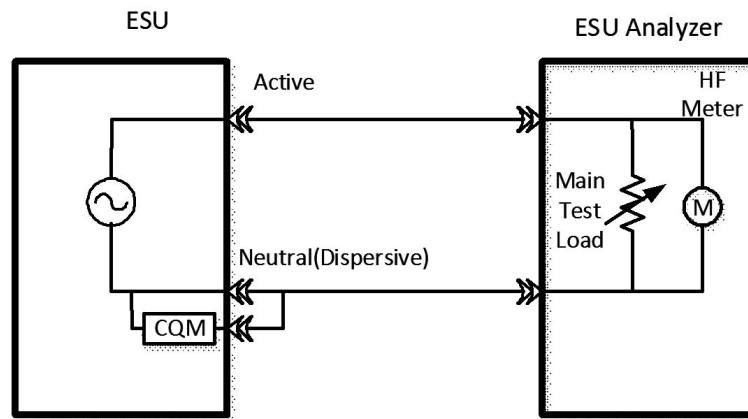 ESU
ESU Analyzer
Active
HF
Meter
Main
Test
Load
M
Neutral(Dispersive)
CQM